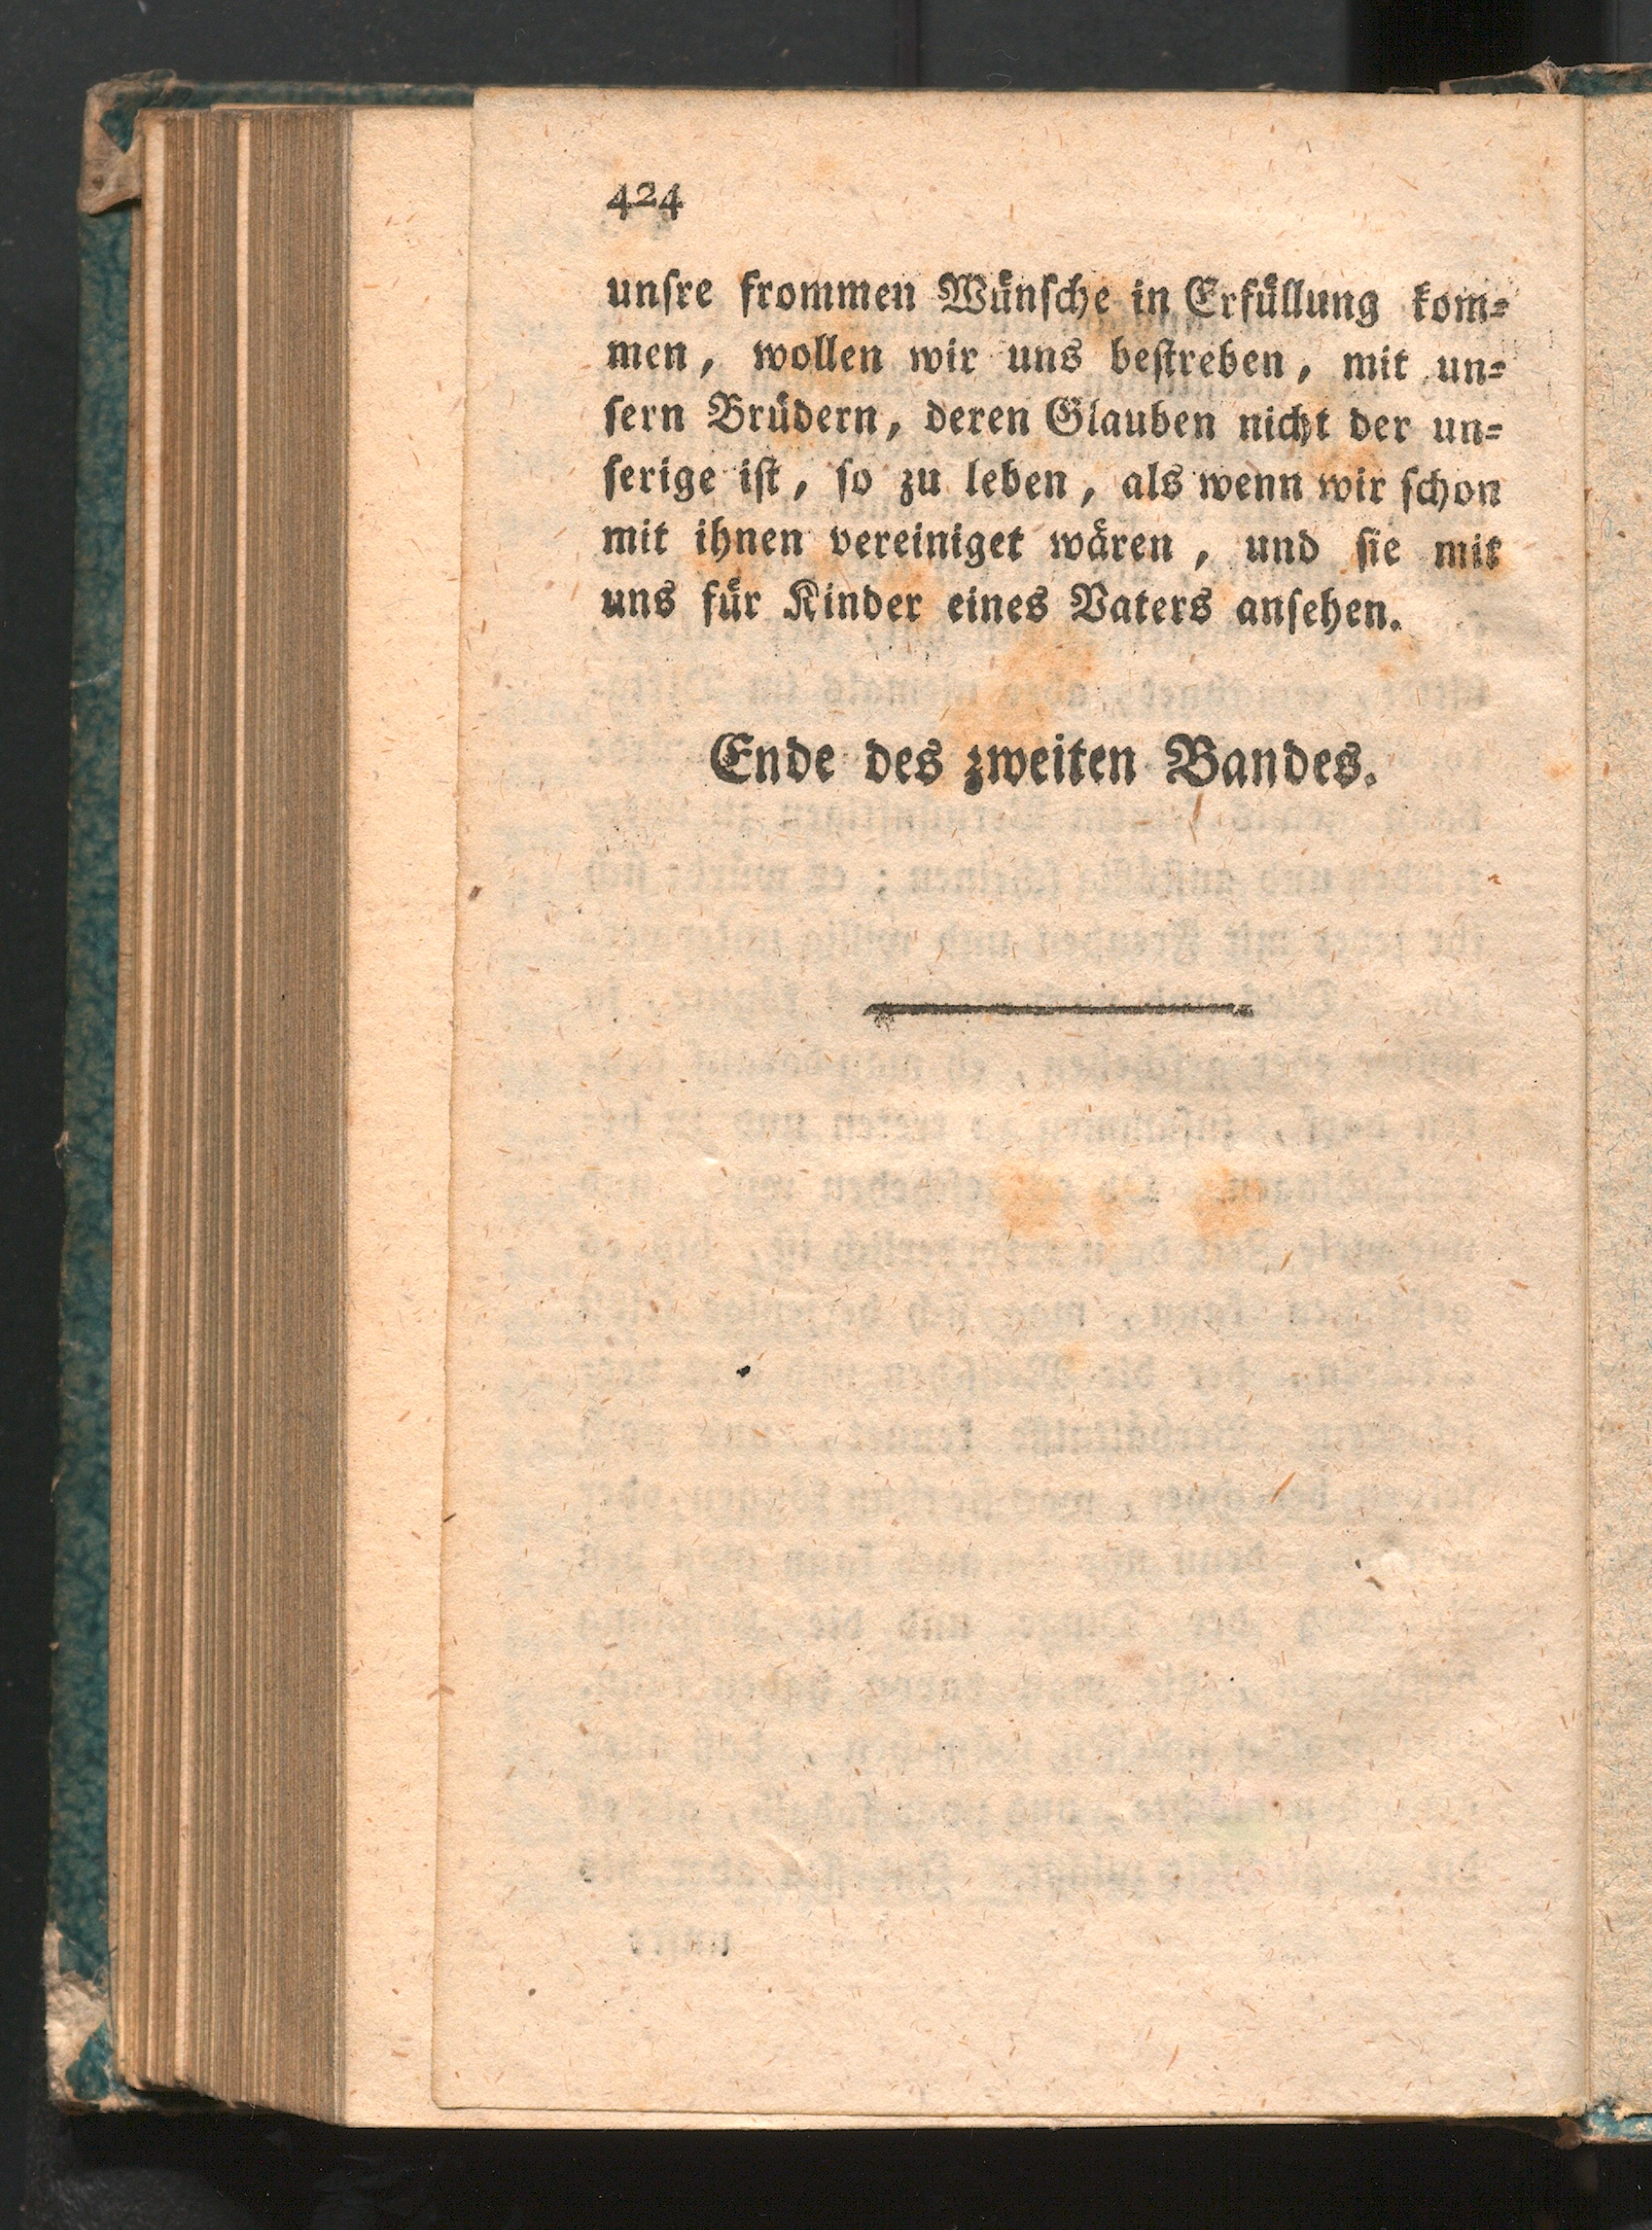 424
unsre frommen Wünsche in Erfüllung kom=
men, wollen wir uns bestreben, mit un=
sern Brüdern, deren Glauben nicht der un=
serige ist, so zu leben, als wenn wir schon
mit ihnen vereiniget wären, und sie mit
uns für Kinder eines Vaters ansehen.
Ende des zweiten Bandes.